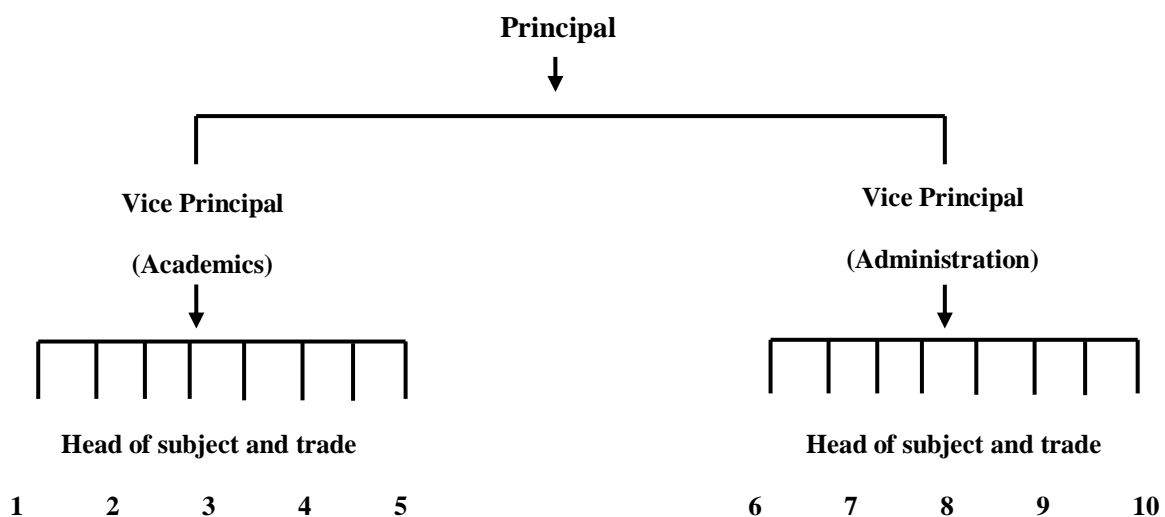 Principal
Vice Principal
(Academics)
Vice Principal
(Administration)
Head of subject and trade
Head of subject and trade
1 2 3 4 5
6 7 8 9 10